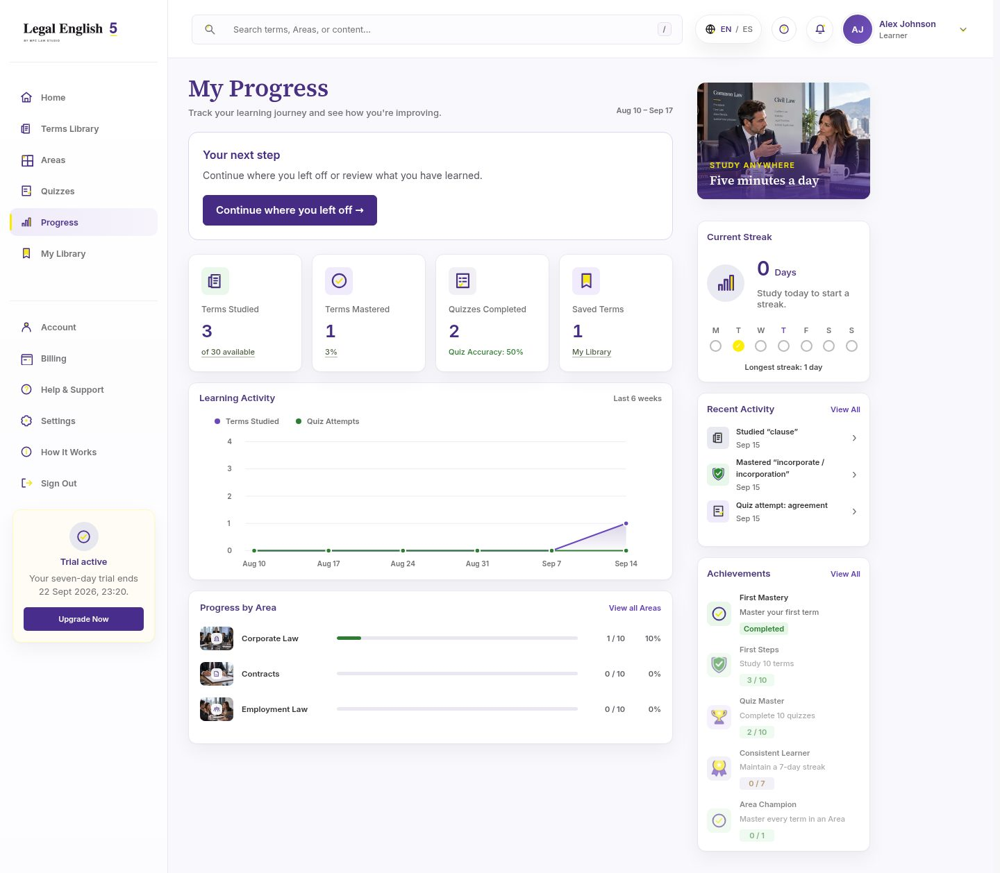 Legal English 5
BY MPC LAW STUDIO
Search terms, Areas, or content...
/
EN / ES
AJ
Alex Johnson
Learner
Home
Terms Library
Areas
Quizzes
Progress
My Library
Account
Billing
Help & Support
Settings
How It Works
Sign Out
Trial active
Your seven-day trial ends
22 Sept 2026, 23:20.
Upgrade Now
My Progress
Track your learning journey and see how you're improving.
Aug 10 – Sep 17
Your next step
Continue where you left off or review what you have learned.
Continue where you left off →
Terms Studied
3
of 30 available
Terms Mastered
1
3%
Quizzes Completed
2
Quiz Accuracy: 50%
Saved Terms
1
My Library
Learning Activity
Last 6 weeks
Terms Studied
Quiz Attempts
4
3
2
1
0
Aug 10
Aug 17
Aug 24
Aug 31
Sep 7
Sep 14
Progress by Area
View all Areas
Corporate Law
1 / 10
10%
Contracts
0 / 10
0%
Employment Law
0 / 10
0%
Common Law
Civil Law
STUDY ANYWHERE
Five minutes a day
Current Streak
0 Days
Study today to start a
streak.
M T W T F S S
Longest streak: 1 day
Recent Activity
View All
Studied “clause”
Sep 15
Mastered “incorporate /
incorporation”
Sep 15
Quiz attempt: agreement
Sep 15
Achievements
View All
First Mastery
Master your first term
Completed
First Steps
Study 10 terms
3 / 10
Quiz Master
Complete 10 quizzes
2 / 10
Consistent Learner
Maintain a 7-day streak
0 / 7
Area Champion
Master every term in an Area
0 / 1